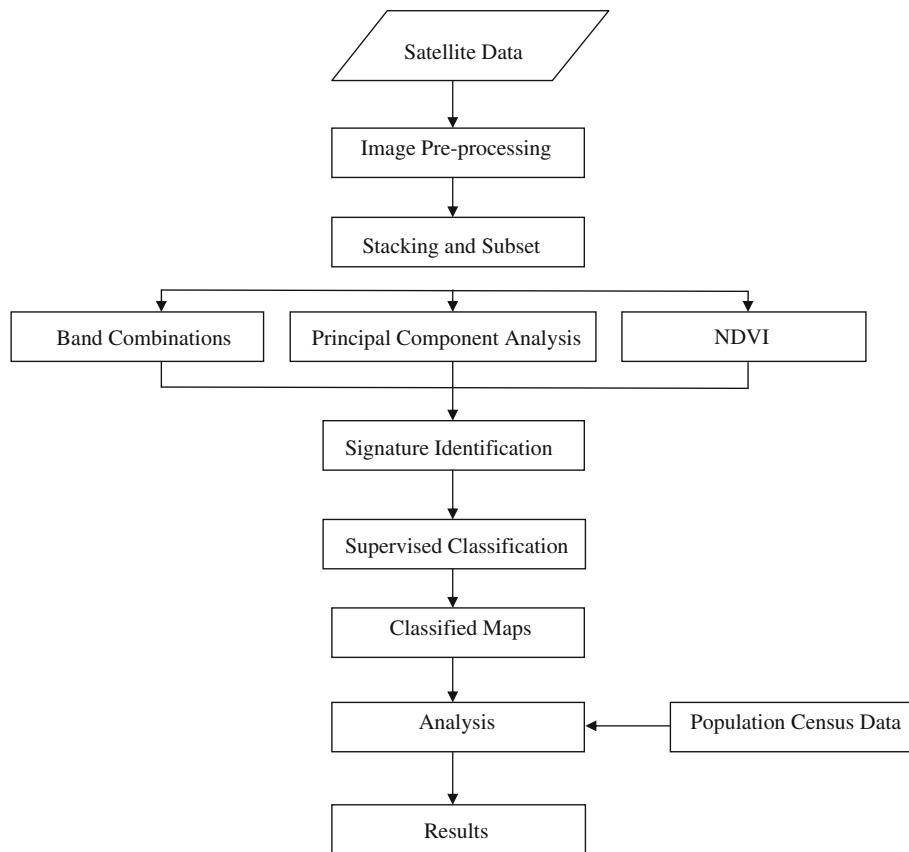 Satellite Data
Image Pre-processing
Stacking and Subset
Band Combinations
Principal Component Analysis
NDVI
Signature Identification
Supervised Classification
Classified Maps
Analysis
Population Census Data
Results